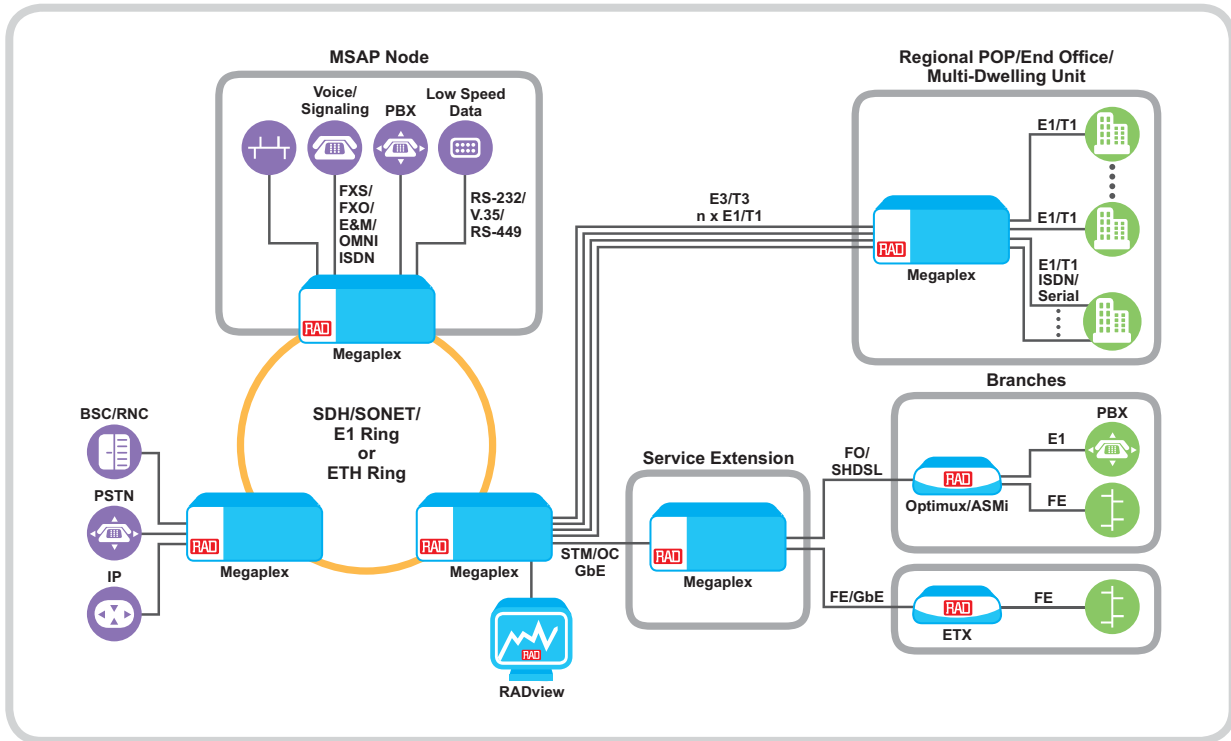 MSAP Node
Voice/
Signaling
PBX
Low Speed
Data
FXS/
FXO/
E&M/
OMNI
ISDN
RS-232/
V.35/
RS-449
RAD
Megaplex
SDH/SONET/
E1 Ring
or
ETH Ring
BSC/RNC
PSTN
IP
RAD
Megaplex
RAD
Megaplex
STM/OC
GbE
RAD
RADview
E3/T3
n x E1/T1
Regional POP/End Office/
Multi-Dwelling Unit
RAD
Megaplex
E1/T1
E1/T1
E1/T1
ISDN/
Serial
Service Extension
RAD
Megaplex
FO/
SHDSL
FE/GbE
Branches
RAD
Optimux/ASMi
E1
PBX
FE
RAD
ETX
FE